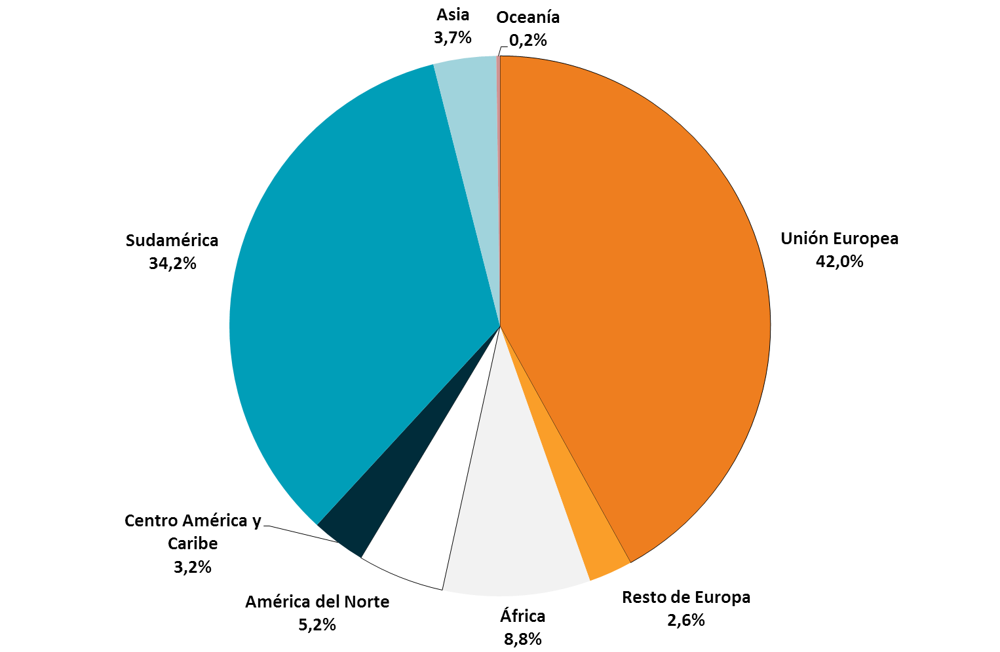 Asia
3,7%
Oceanía
0,2%
Unión Europea
42,0%
Resto de Europa
2,6%
África
8,8%
América del Norte
5,2%
Centro América y
Caribe
3,2%
Sudamérica
34,2%